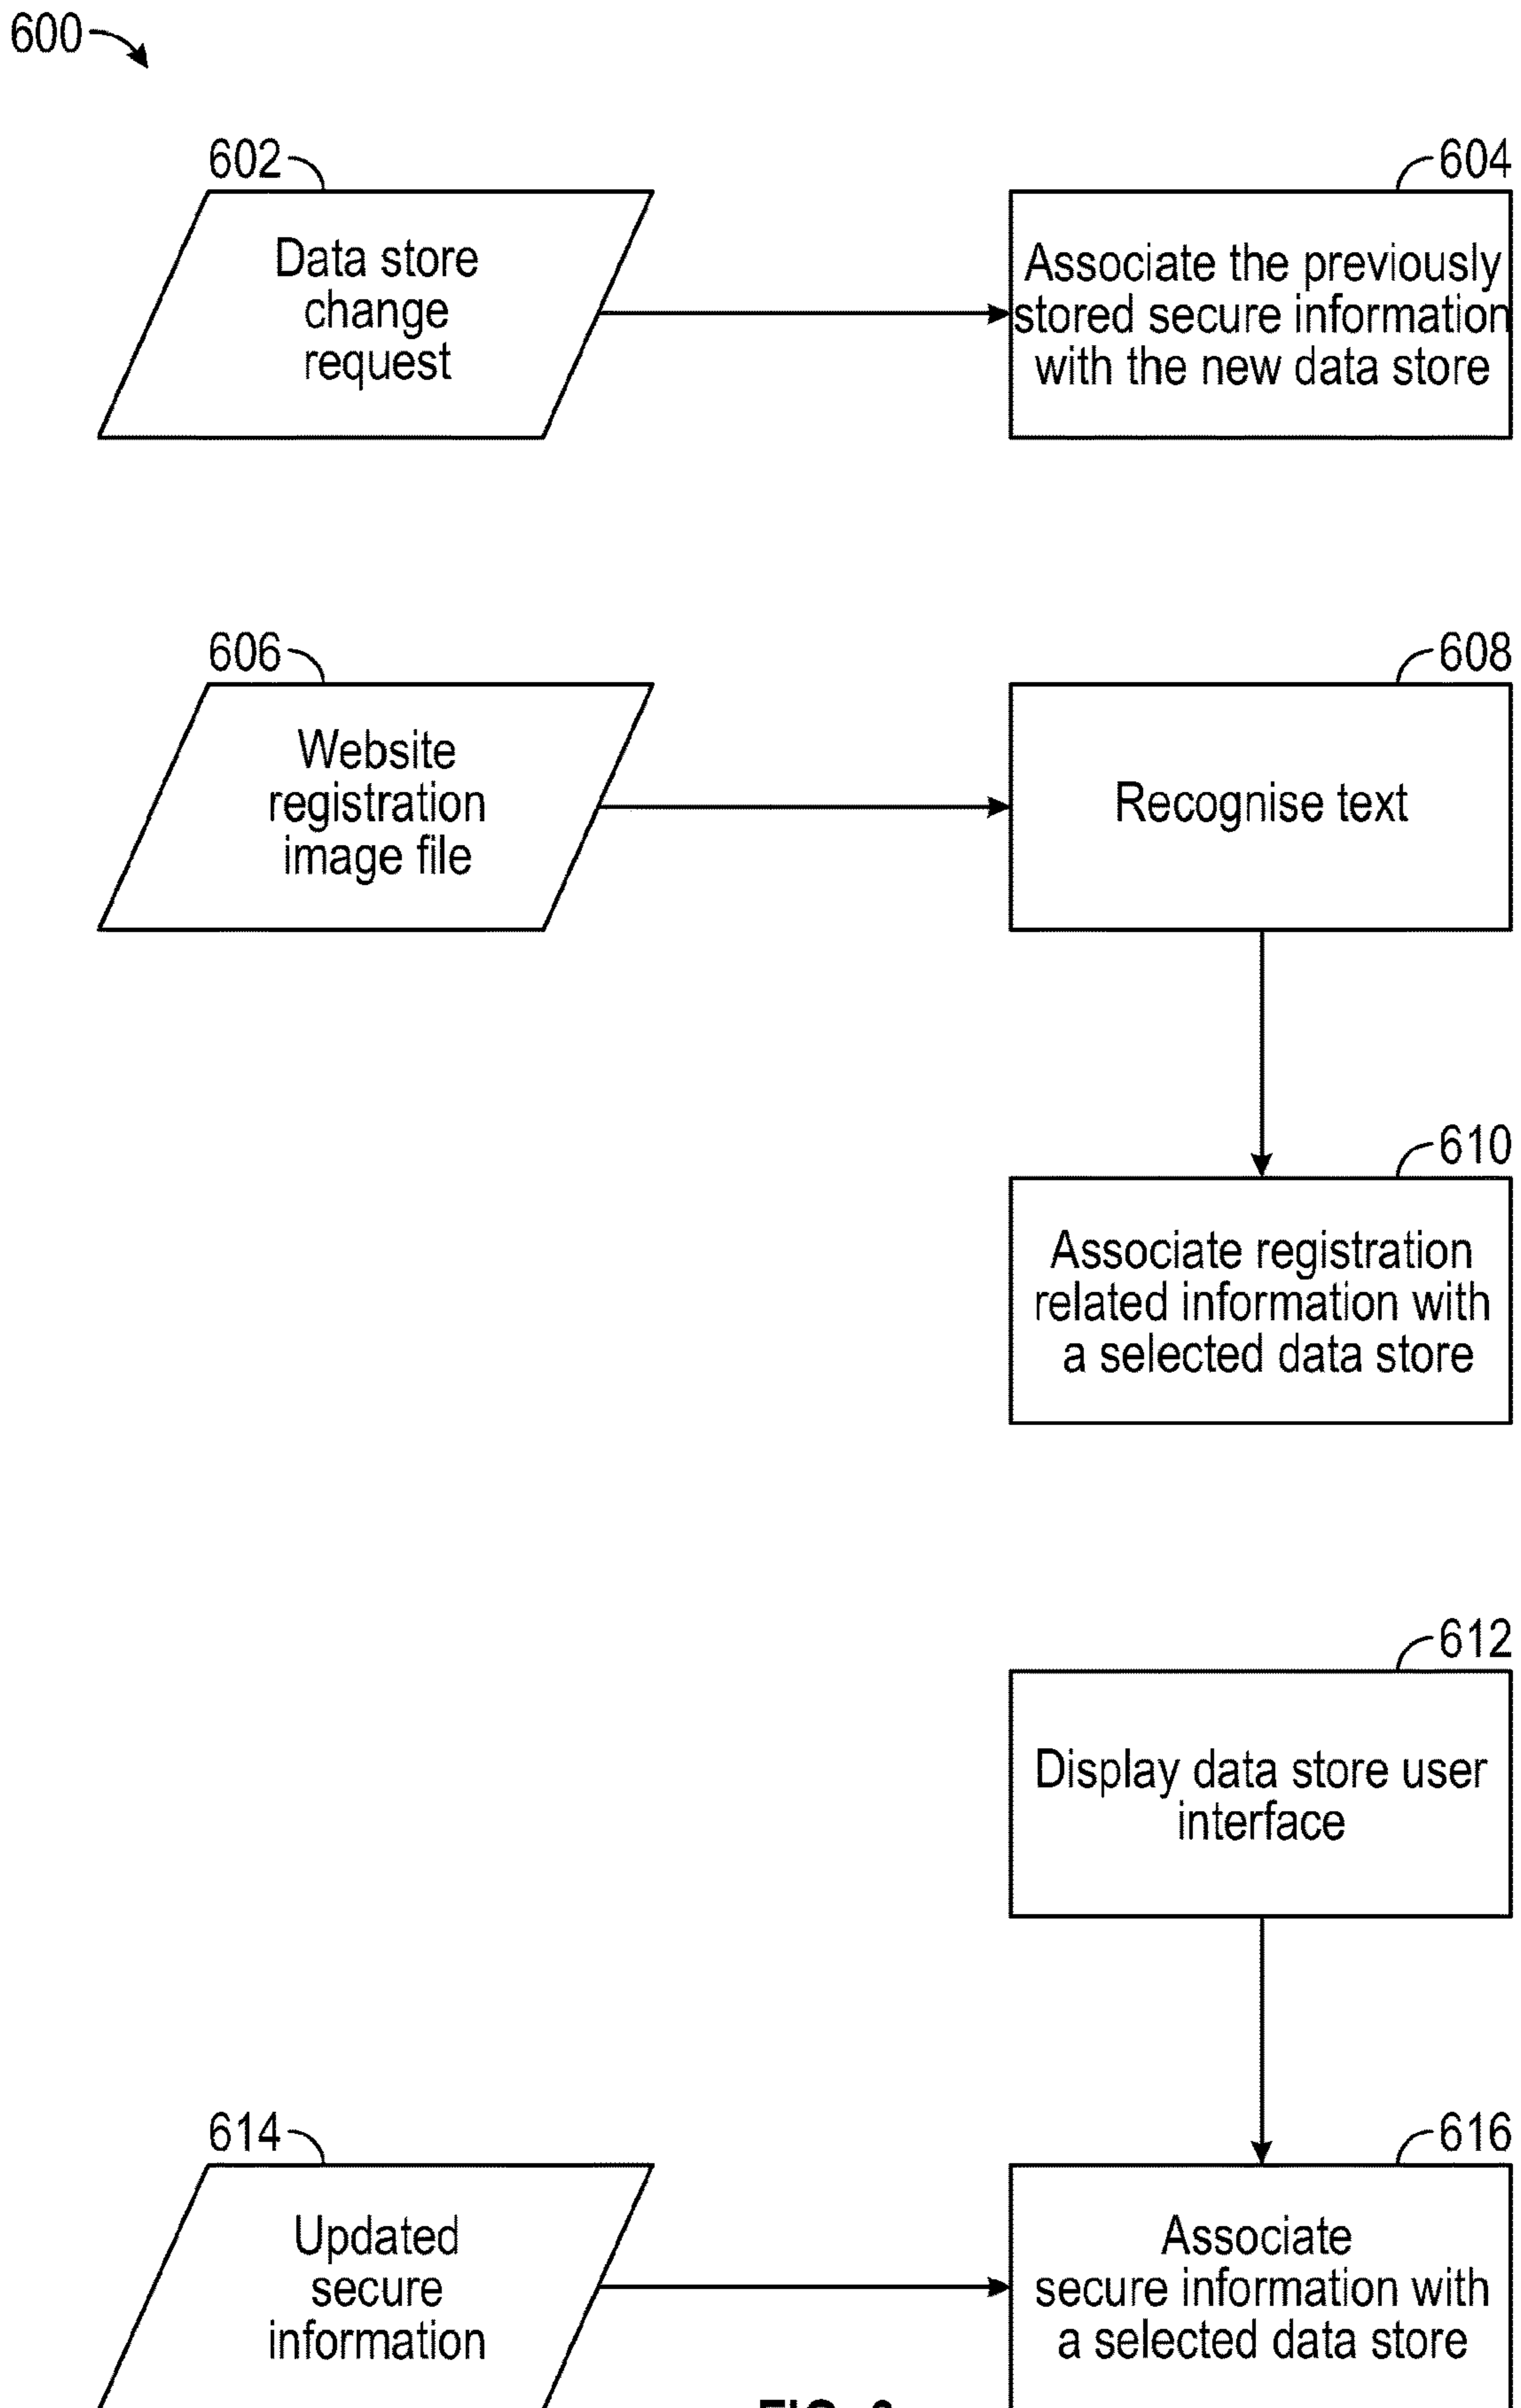 600
602
604
Data store
change
request
Associate the previously
stored secure information
with the new data store
606
608
Website
registration
image file
Recognise text
610
Associate registration
related information with
a selected data store
612
Display data store user
interface
614
616
Updated
secure
information
Associate
secure information with
a selected data store